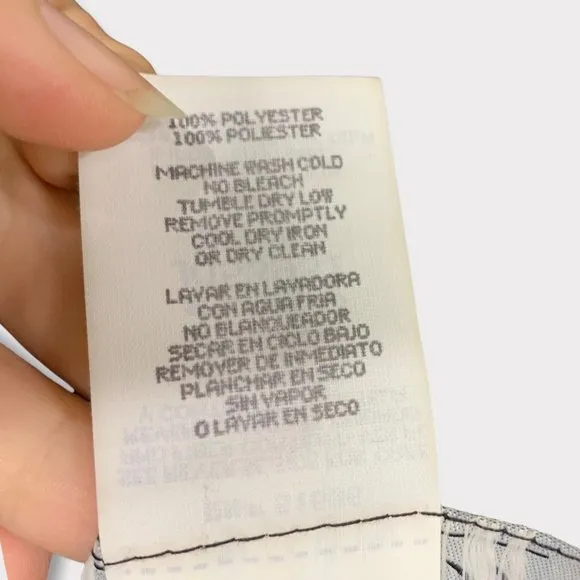 100% POLYESTER
100% POLIESTER
MACHINE WASH COLD
NO BLEACH
TUMBLE DRY LOW
REMOVE PROMPTLY
COOL DRY IRON
OR DRY CLEAN
LAVAR EN LAVADORA
CON AGUA FRIA
NO BLANQUEADOR
SECAR EN CICLO BAJO
REMOVER DE INMEDIATO
PLANCHAR EN SECO
SIN VAPOR
O LAVAR EN SECO